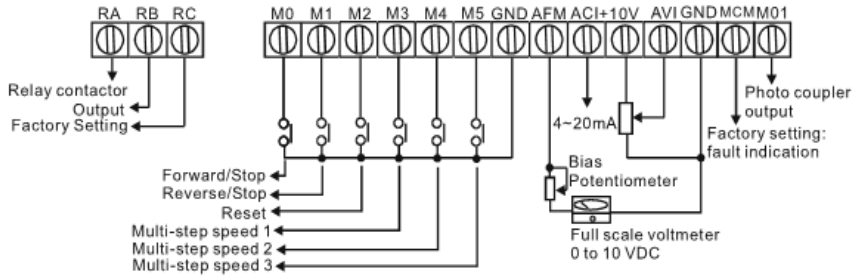 RA RB RC M0 M1 M2 M3 M4 M5 GND AFM ACI+10V AVI GND MCM M01
Relay contactor
Output
Factory Setting
4~20mA
Photo coupler
output
Factory setting:
fault indication
Bias
Potentiometer
Forward/Stop
Reverse/Stop
Reset
Multi-step speed 1
Multi-step speed 2
Multi-step speed 3
Full scale voltmeter
0 to 10 VDC